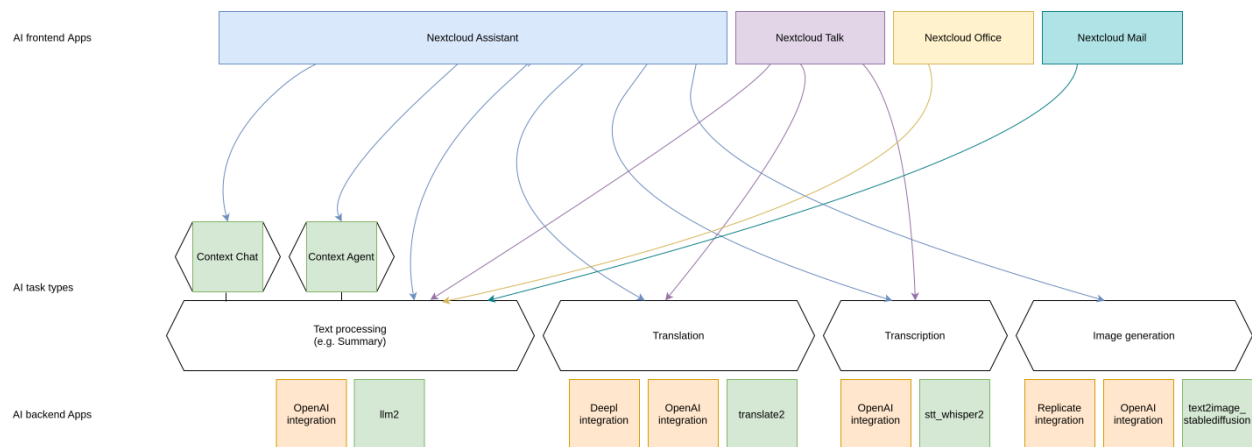 AI frontend Apps
Nextcloud Assistant
Nextcloud Talk
Nextcloud Office
Nextcloud Mail
Context Chat
Context Agent
AI task types
Text processing
(e.g. Summary)
Translation
Transcription
Image generation
AI backend Apps
OpenAI
integration
llm2
Deepl
integration
OpenAI
integration
translate2
OpenAI
integration
stt_whisper2
Replicate
integration
OpenAI
integration
text2image_
stablediffusion